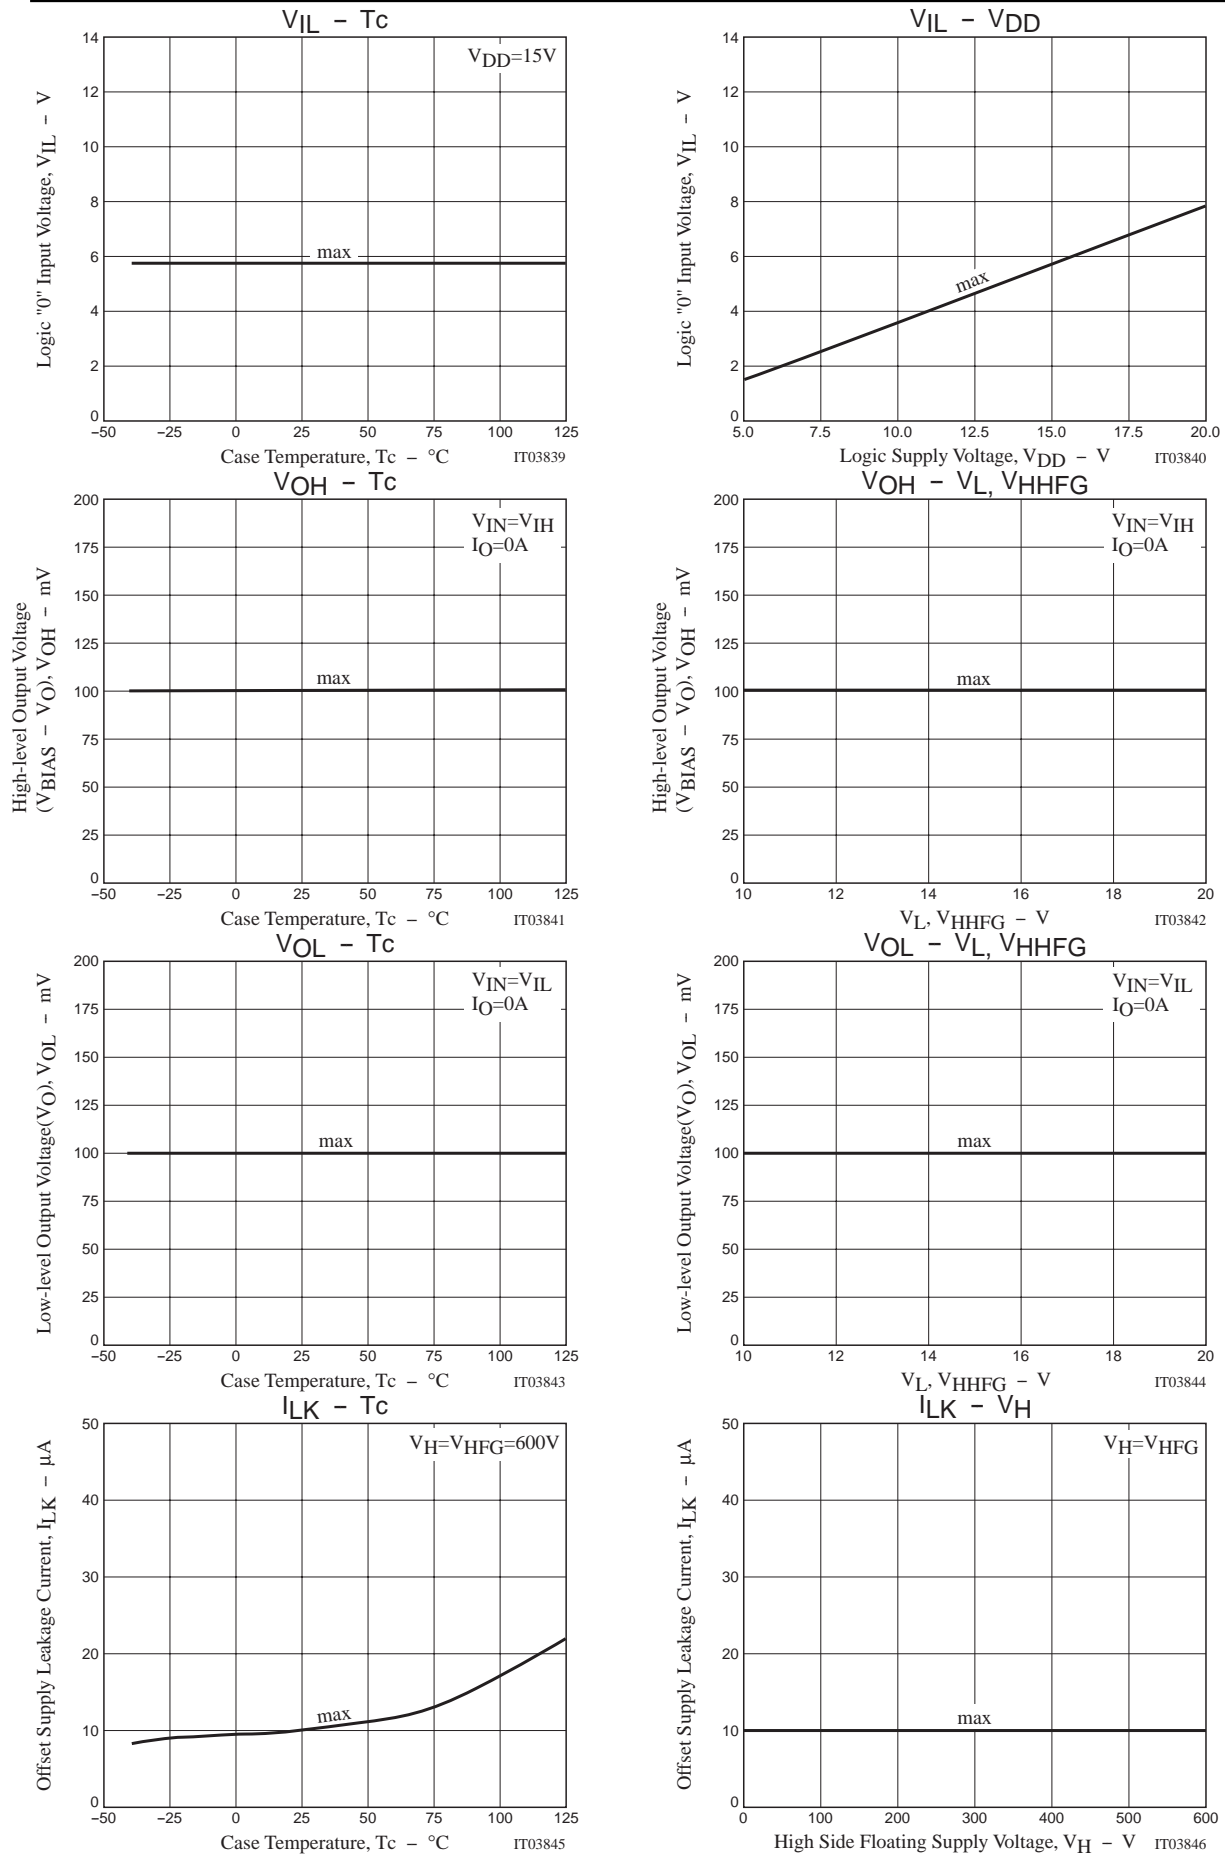 VIL – Tc
VDD=15V
Logic "0" Input Voltage, VIL – V
14
12
10
8
6
4
2
0
max
–50 –25 0 25 50 75 100 125
Case Temperature, Tc – °C
IT03839
VIL – VDD
Logic "0" Input Voltage, VIL – V
14
12
10
8
6
4
2
0
max
5.0 7.5 10.0 12.5 15.0 17.5 20.0
Logic Supply Voltage, VDD – V
IT03840
VOH – Tc
VIN=VIH
IO=0A
High-level Output Voltage
(VBIAS – VO), VOH – mV
200
175
150
125
100
75
50
25
0
max
–50 –25 0 25 50 75 100 125
Case Temperature, Tc – °C
IT03841
VOH – VL, VHHFG
VIN=VIH
IO=0A
High-level Output Voltage
(VBIAS – VO), VOH – mV
200
175
150
125
100
75
50
25
0
max
10 12 14 16 18 20
VL, VHHFG – V
IT03842
VOL – Tc
VIN=VIL
IO=0A
Low-level Output Voltage(VO), VOL – mV
200
175
150
125
100
75
50
25
0
max
–50 –25 0 25 50 75 100 125
Case Temperature, Tc – °C
IT03843
VOL – VL, VHHFG
VIN=VIL
IO=0A
Low-level Output Voltage(VO), VOL – mV
200
175
150
125
100
75
50
25
0
max
10 12 14 16 18 20
VL, VHHFG – V
IT03844
ILK – Tc
VH=VHFG=600V
Offset Supply Leakage Current, ILK – μA
50
40
30
20
10
0
max
–50 –25 0 25 50 75 100 125
Case Temperature, Tc – °C
IT03845
ILK – VH
VH=VHFG
Offset Supply Leakage Current, ILK – μA
50
40
30
20
10
0
max
0 100 200 300 400 500 600
High Side Floating Supply Voltage, VH – V
IT03846